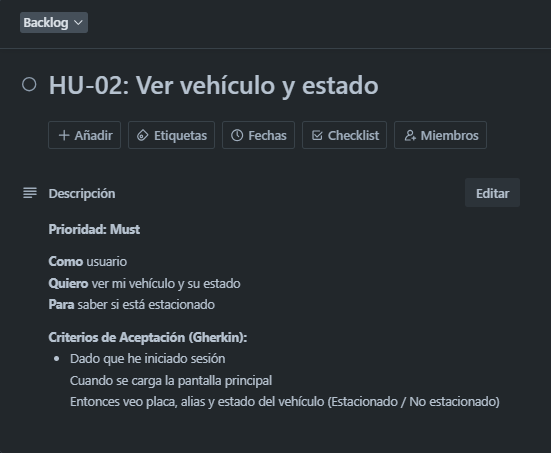 Backlog
HU-02: Ver vehículo y estado
Añadir
Etiquetas
Fechas
Checklist
Miembros
Descripción
Editar
Prioridad: Must
Como usuario
Quiero ver mi vehículo y su estado
Para saber si está estacionado
Criterios de Aceptación (Gherkin):
• Dado que he iniciado sesión
Cuando se carga la pantalla principal
Entonces veo placa, alias y estado del vehículo (Estacionado / No estacionado)